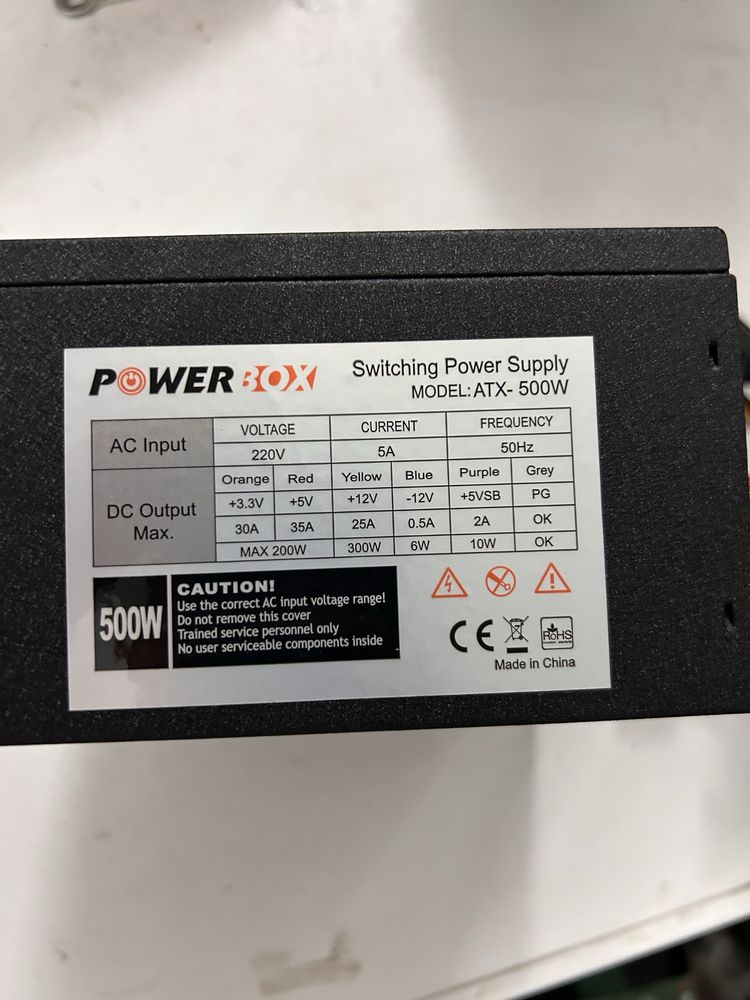 POWER BOX
Switching Power Supply
MODEL: ATX- 500W
AC Input
VOLTAGE CURRENT FREQUENCY
220V 5A 50Hz
DC Output Max.
Orange Red Yellow Blue Purple Grey
+3.3V +5V +12V -12V +5VSB PG
30A 35A 25A 0.5A 2A OK
MAX 200W 300W 6W 10W OK
500W
CAUTION!
Use the correct AC input voltage range!
Do not remove this cover
Trained service personnel only
No user serviceable components inside
CE
RoHS
Made in China